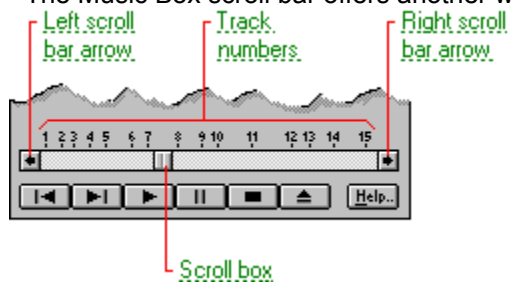 The Music Box scroll bar offers another w
Left scroll
bar arrow
Track
numbers
Right scroll
bar arrow
1 2 3 4 5 6 7 8 9 10 11 12 13 14 15
Help..
Scroll box